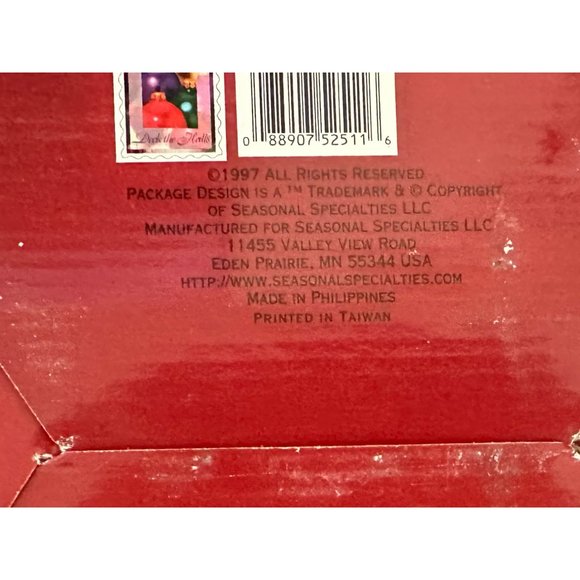 Deck the Halls
0 88907 52511 6
©1997 ALL RIGHTS RESERVED
PACKAGE DESIGN IS A ™ TRADEMARK & © COPYRIGHT
OF SEASONAL SPECIALTIES LLC
MANUFACTURED FOR SEASONAL SPECIALTIES LLC
11455 VALLEY VIEW ROAD
EDEN PRAIRIE, MN 55344 USA
HTTP://WWW.SEASONALSPECIALTIES.COM
MADE IN PHILIPPINES
PRINTED IN TAIWAN